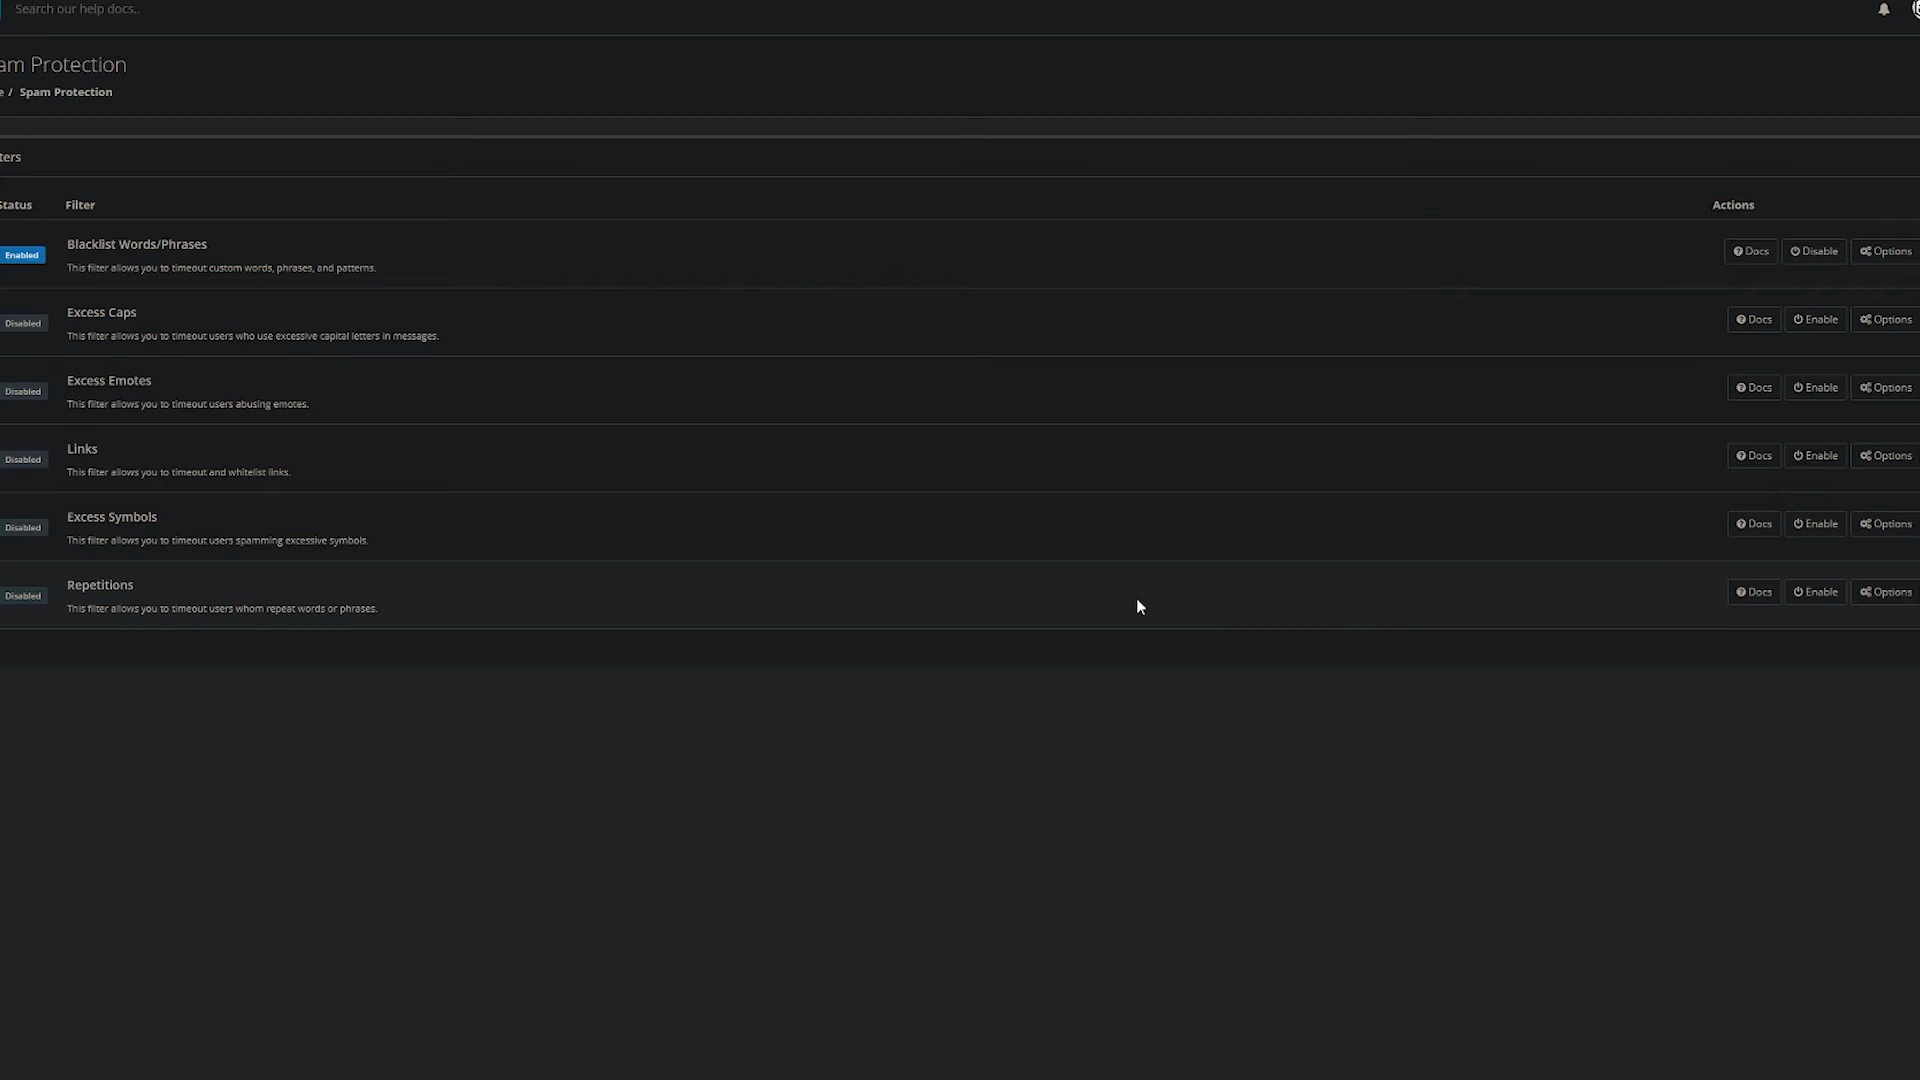 Search our help docs..
am Protection
e / Spam Protection
ters
Status Filter Actions
Enabled Blacklist Words/Phrases Docs Disable Options
This filter allows you to timeout custom words, phrases, and patterns.
Disabled Excess Caps Docs Enable Options
This filter allows you to timeout users who use excessive capital letters in messages.
Disabled Excess Emotes Docs Enable Options
This filter allows you to timeout users abusing emotes.
Disabled Links Docs Enable Options
This filter allows you to timeout and whitelist links.
Disabled Excess Symbols Docs Enable Options
This filter allows you to timeout users spamming excessive symbols.
Disabled Repetitions Docs Enable Options
This filter allows you to timeout users whom repeat words or phrases.